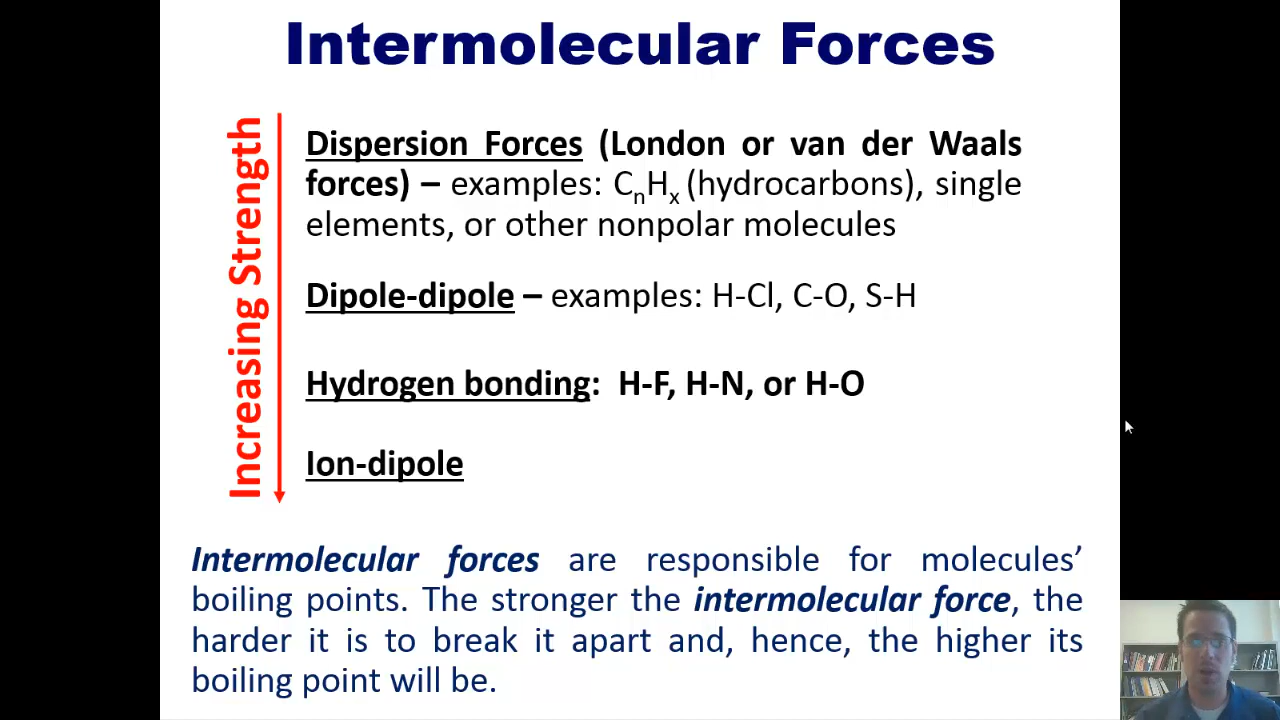 Intermolecular Forces
Increasing Strength
Dispersion Forces (London or van der Waals
forces) – examples: CnHx (hydrocarbons), single
elements, or other nonpolar molecules
Dipole-dipole – examples: H-Cl, C-O, S-H
Hydrogen bonding: H-F, H-N, or H-O
Ion-dipole
Intermolecular forces are responsible for molecules’
boiling points. The stronger the intermolecular force, the
harder it is to break it apart and, hence, the higher its
boiling point will be.